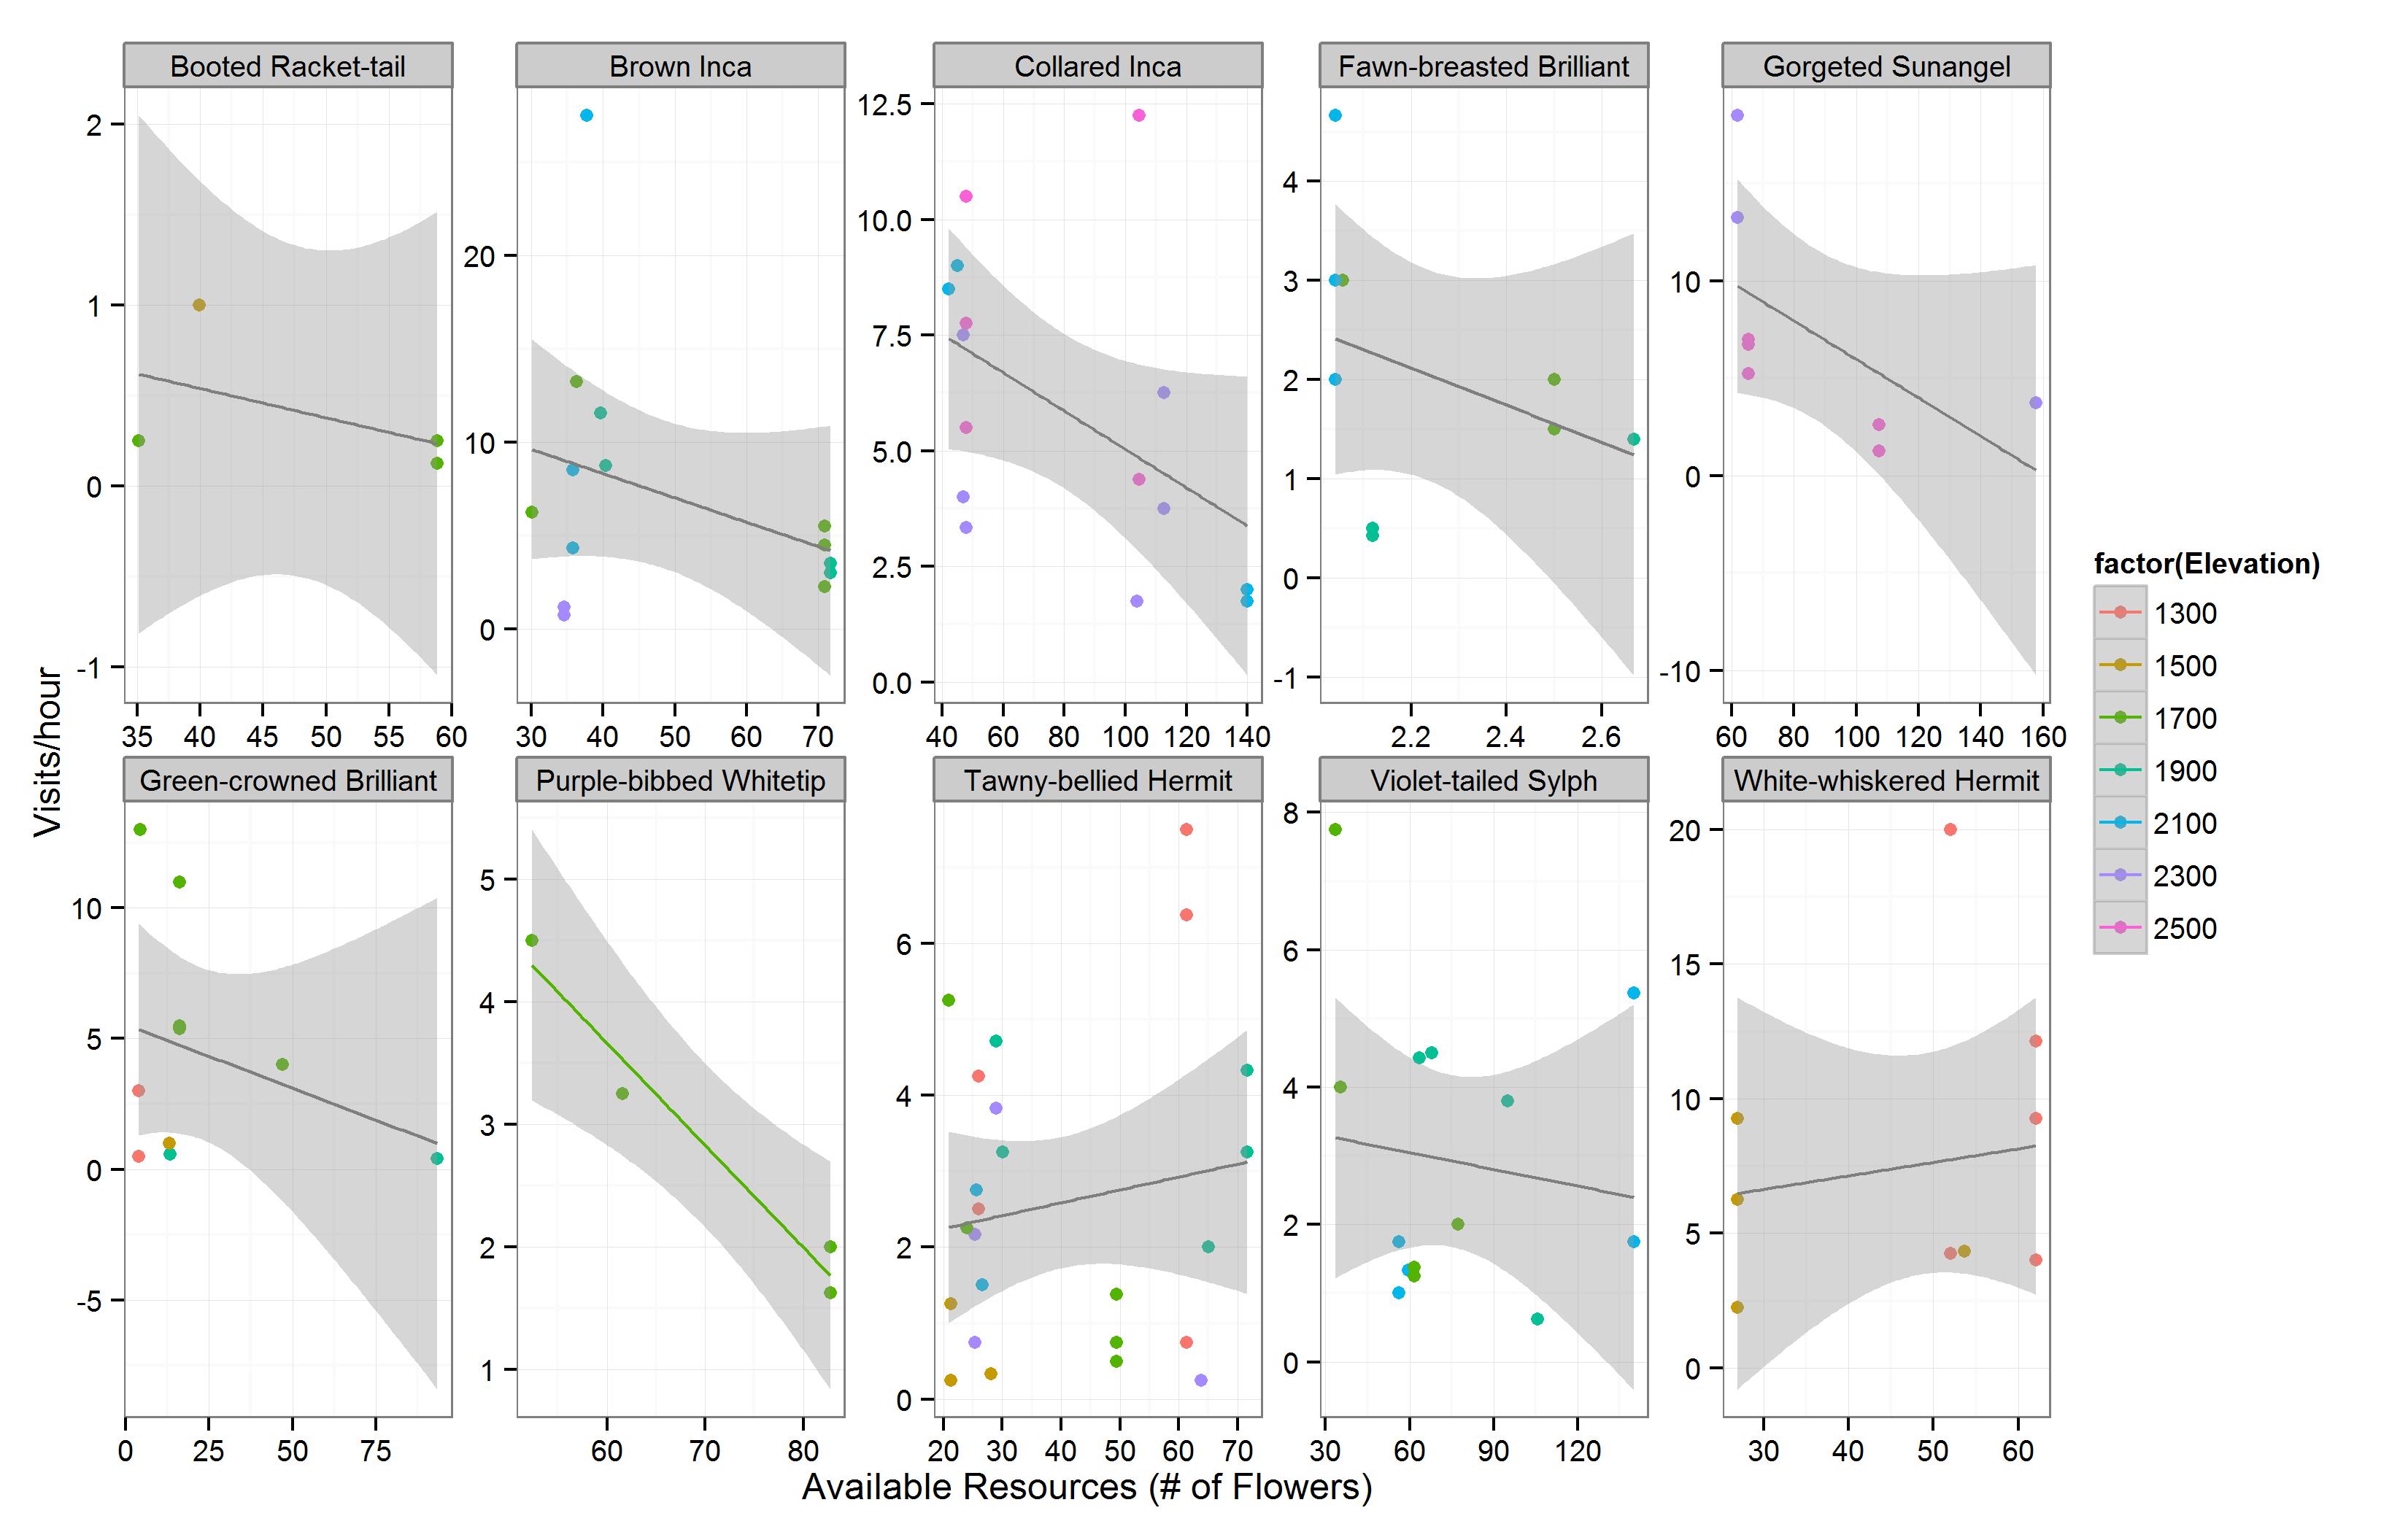 Booted Racket-tail Brown Inca Collared Inca Fawn-breasted Brilliant Gorgeted Sunangel
2 1 0 -1
20 10 0
12.5 10.0 7.5 5.0 2.5 0.0
4 3 2 1 0 -1
10 0 -10
35 40 45 50 55 60
30 40 50 60 70
40 60 80 100 120 140
2.2 2.4 2.6
60 80 100 120 140 160
Visits/hour
Green-crowned Brilliant Purple-bibbed Whitetip Tawny-bellied Hermit Violet-tailed Sylph White-whiskered Hermit
10 5 0 -5
5 4 3 2 1
6 4 2 0
8 6 4 2 0
20 15 10 5 0
0 25 50 75
60 70 80
20 30 40 50 60 70
30 60 90 120
30 40 50 60
Available Resources (# of Flowers)
factor(Elevation)
1300
1500
1700
1900
2100
2300
2500